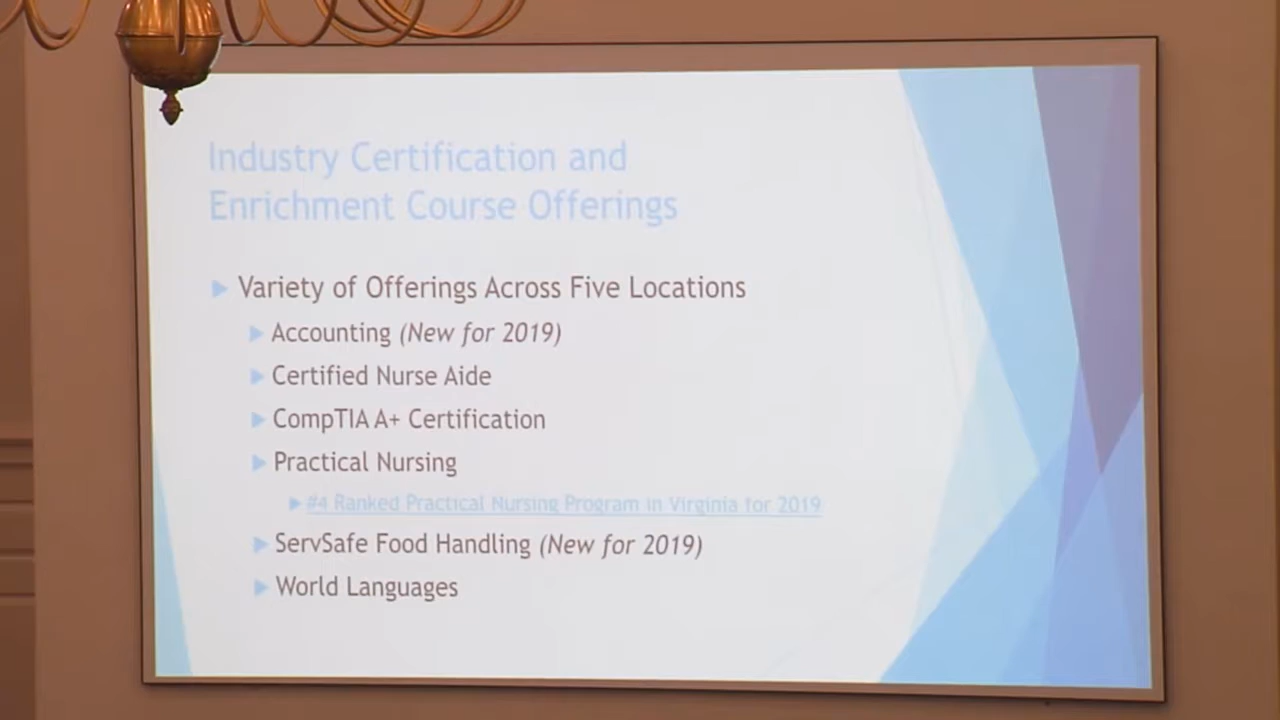 Industry Certification and
Enrichment Course Offerings
Variety of Offerings Across Five Locations
Accounting (New for 2019)
Certified Nurse Aide
CompTIA A+ Certification
Practical Nursing
#4 Ranked Practical Nursing Program in Virginia for 2019
ServSafe Food Handling (New for 2019)
World Languages